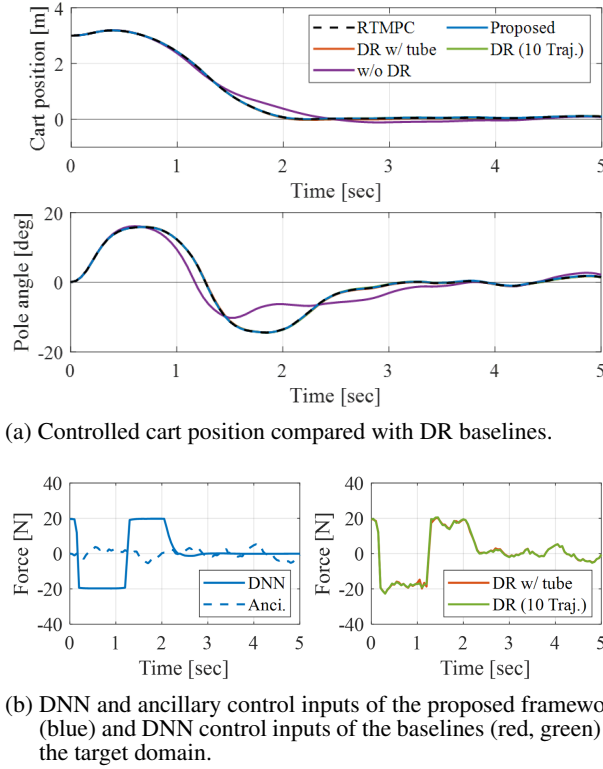 4
2
0
Cart position [m]
RTMPC
Proposed
DR w/ tube
DR (10 Traj.)
w/o DR
0 1 2 3 4 5
Time [sec]
20
0
-20
Pole angle [deg]
0 1 2 3 4 5
Time [sec]
(a) Controlled cart position compared with DR baselines.
40
20
0
-20
-40
Force [N]
DNN
Anci.
0 1 2 3 4 5
Time [sec]
40
20
0
-20
-40
Force [N]
DR w/ tube
DR (10 Traj.)
0 1 2 3 4 5
Time [sec]
(b) DNN and ancillary control inputs of the proposed framewo
(blue) and DNN control inputs of the baselines (red, green)
the target domain.